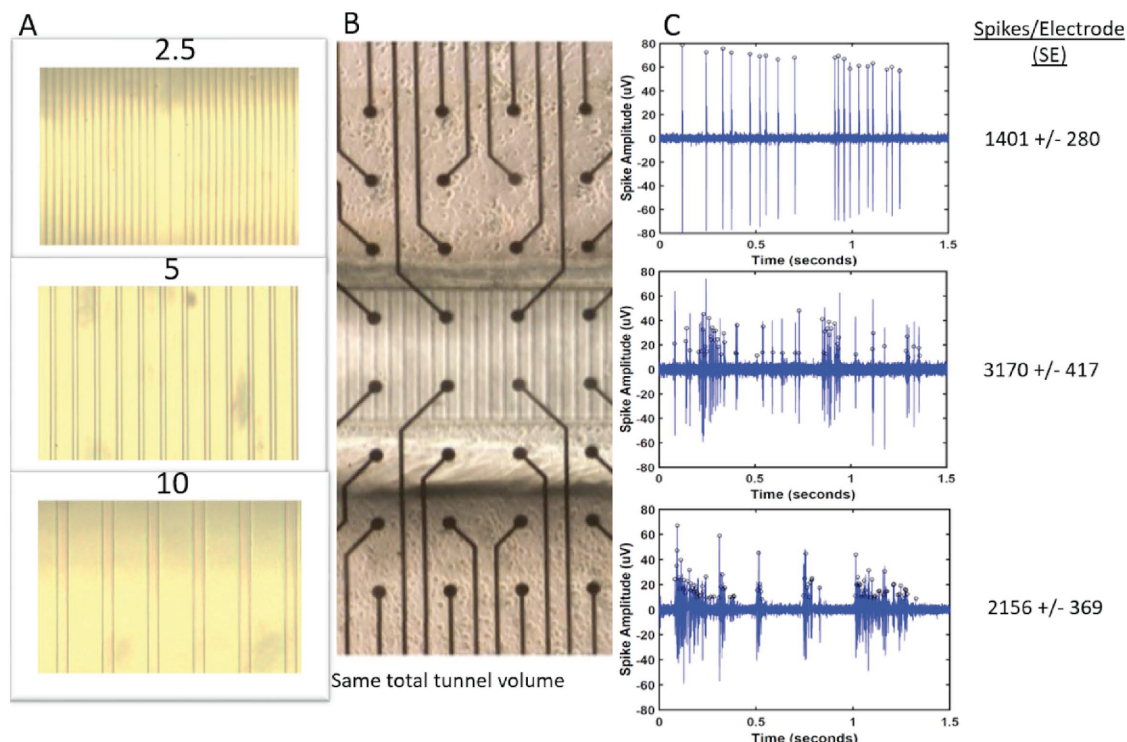 A
2.5
5
10
B
Same total tunnel volume
C
Spikes/Electrode
(SE)
80
60
40
20
0
-20
-40
-60
-80
Spike Amplitude (uV)
0
0.5
1
1.5
Time (seconds)
1401 +/- 280
80
60
40
20
0
-20
-40
-60
-80
Spike Amplitude (uV)
0
0.5
1
1.5
Time (seconds)
3170 +/- 417
80
60
40
20
0
-20
-40
-60
-80
Spike Amplitude (uV)
0
0.5
1
1.5
Time (seconds)
2156 +/- 369